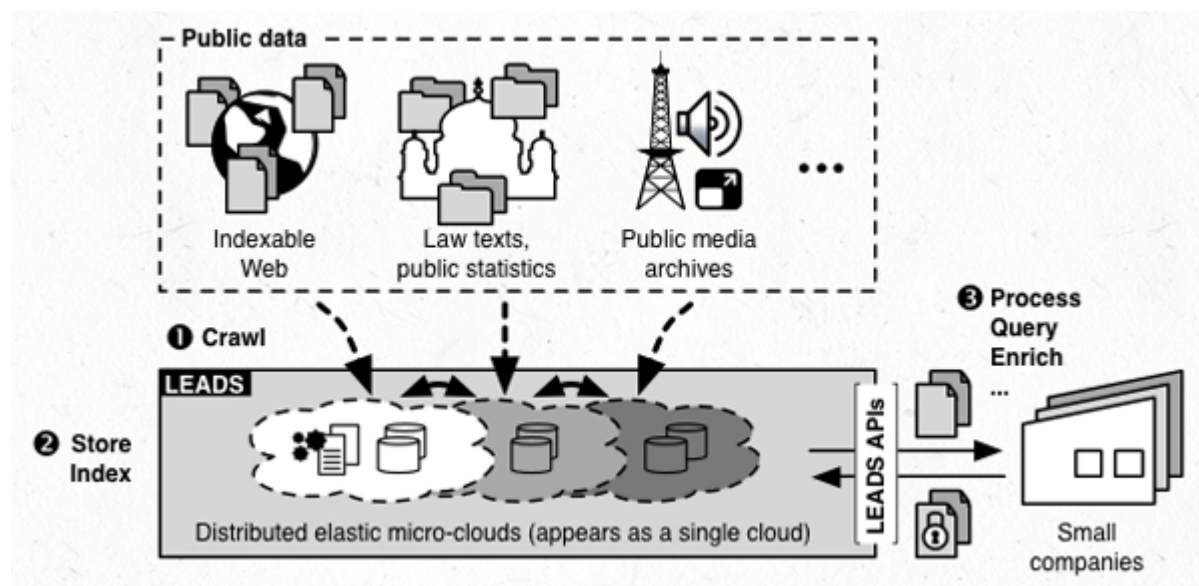 Public data
Indexable
Web
Law texts,
public statistics
Public media
archives
...
❶ Crawl
❸ Process
Query
Enrich
...
LEADS
❷ Store
Index
LEADS APIs
Distributed elastic micro-clouds (appears as a single cloud)
Small
companies